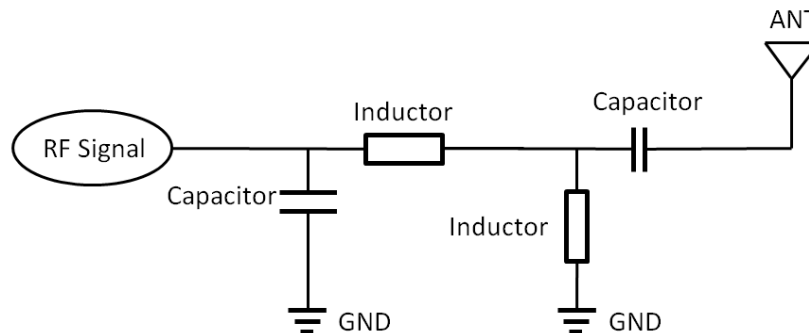 ANT
Inductor
Capacitor
RF Signal
Capacitor
Inductor
GND
GND